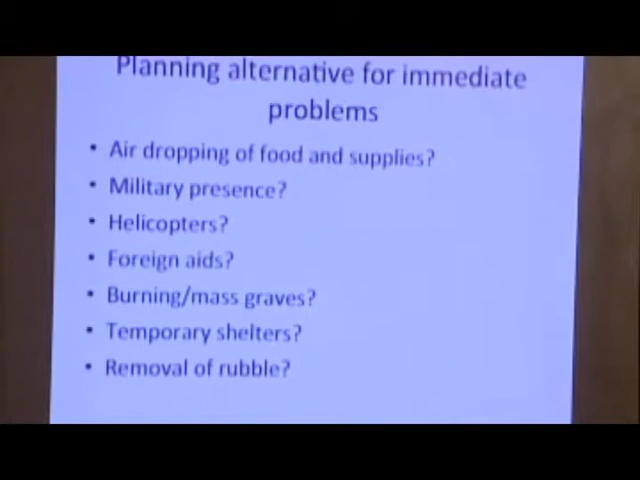 Planning alternative for immediate
problems
• Air dropping of food and supplies?
• Military presence?
• Helicopters?
• Foreign aids?
• Burning/mass graves?
• Temporary shelters?
• Removal of rubble?